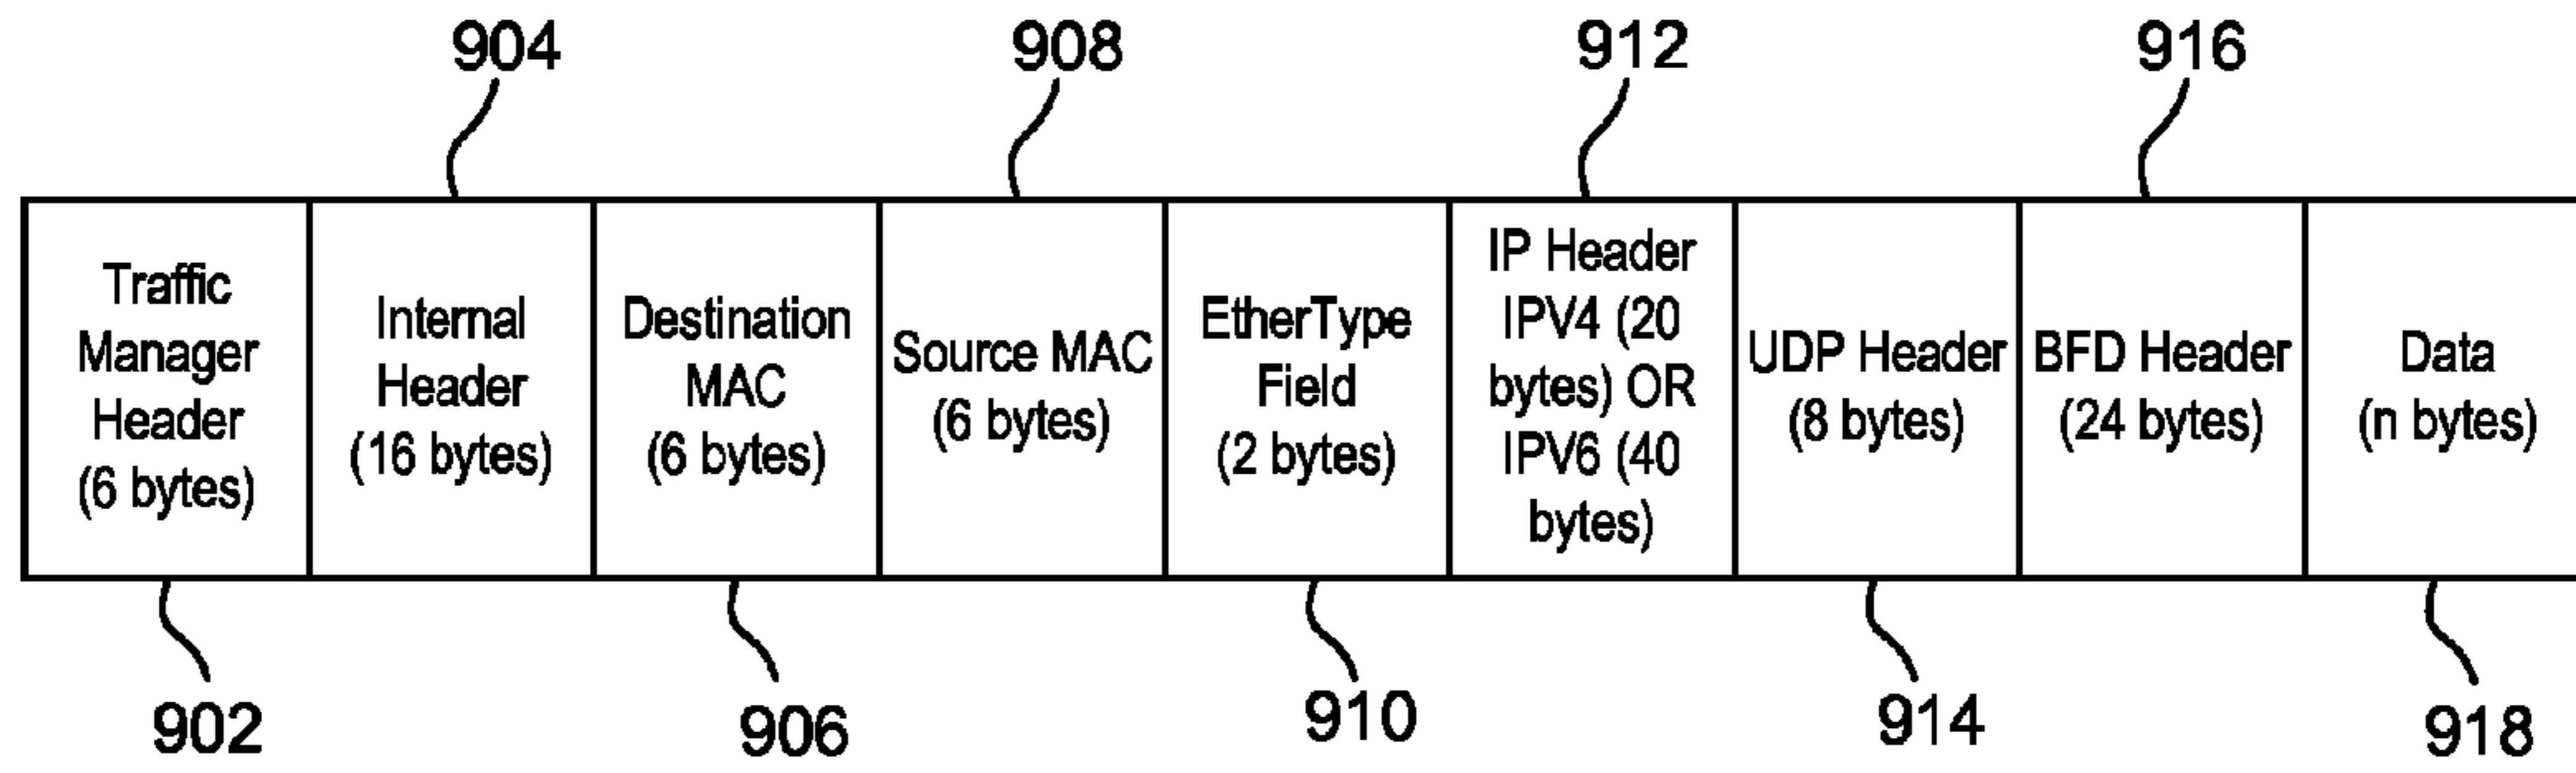 904
908
912
916
Traffic
Manager
Header
(6 bytes)
Internal
Header
(16 bytes)
Destination
MAC
(6 bytes)
Source MAC
(6 bytes)
EtherType
Field
(2 bytes)
IP Header
IPV4 (20
bytes) OR
IPV6 (40
bytes)
UDP Header
(8 bytes)
BFD Header
(24 bytes)
Data
(n bytes)
902
906
910
914
918